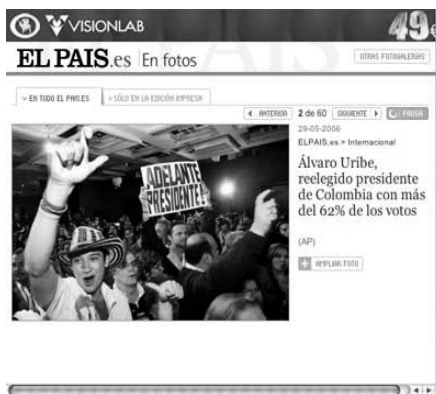 VISIONLAB
49€
EL PAIS.es En fotos
OTRAS FOTOGALERIAS
EN TODO EL PAIS.ES
SÓLO EN LA EDICIÓN IMPRESA
ANTERIOR 2 de 60 SIGUIENTE PAUSA
29-05-2006
ELPAIS.es > Internacional
Álvaro Uribe,
reelegido presidente
de Colombia con más
del 62% de los votos
(AP)
AMPLIAR FOTO
ADELANTE
PRESIDENTE!